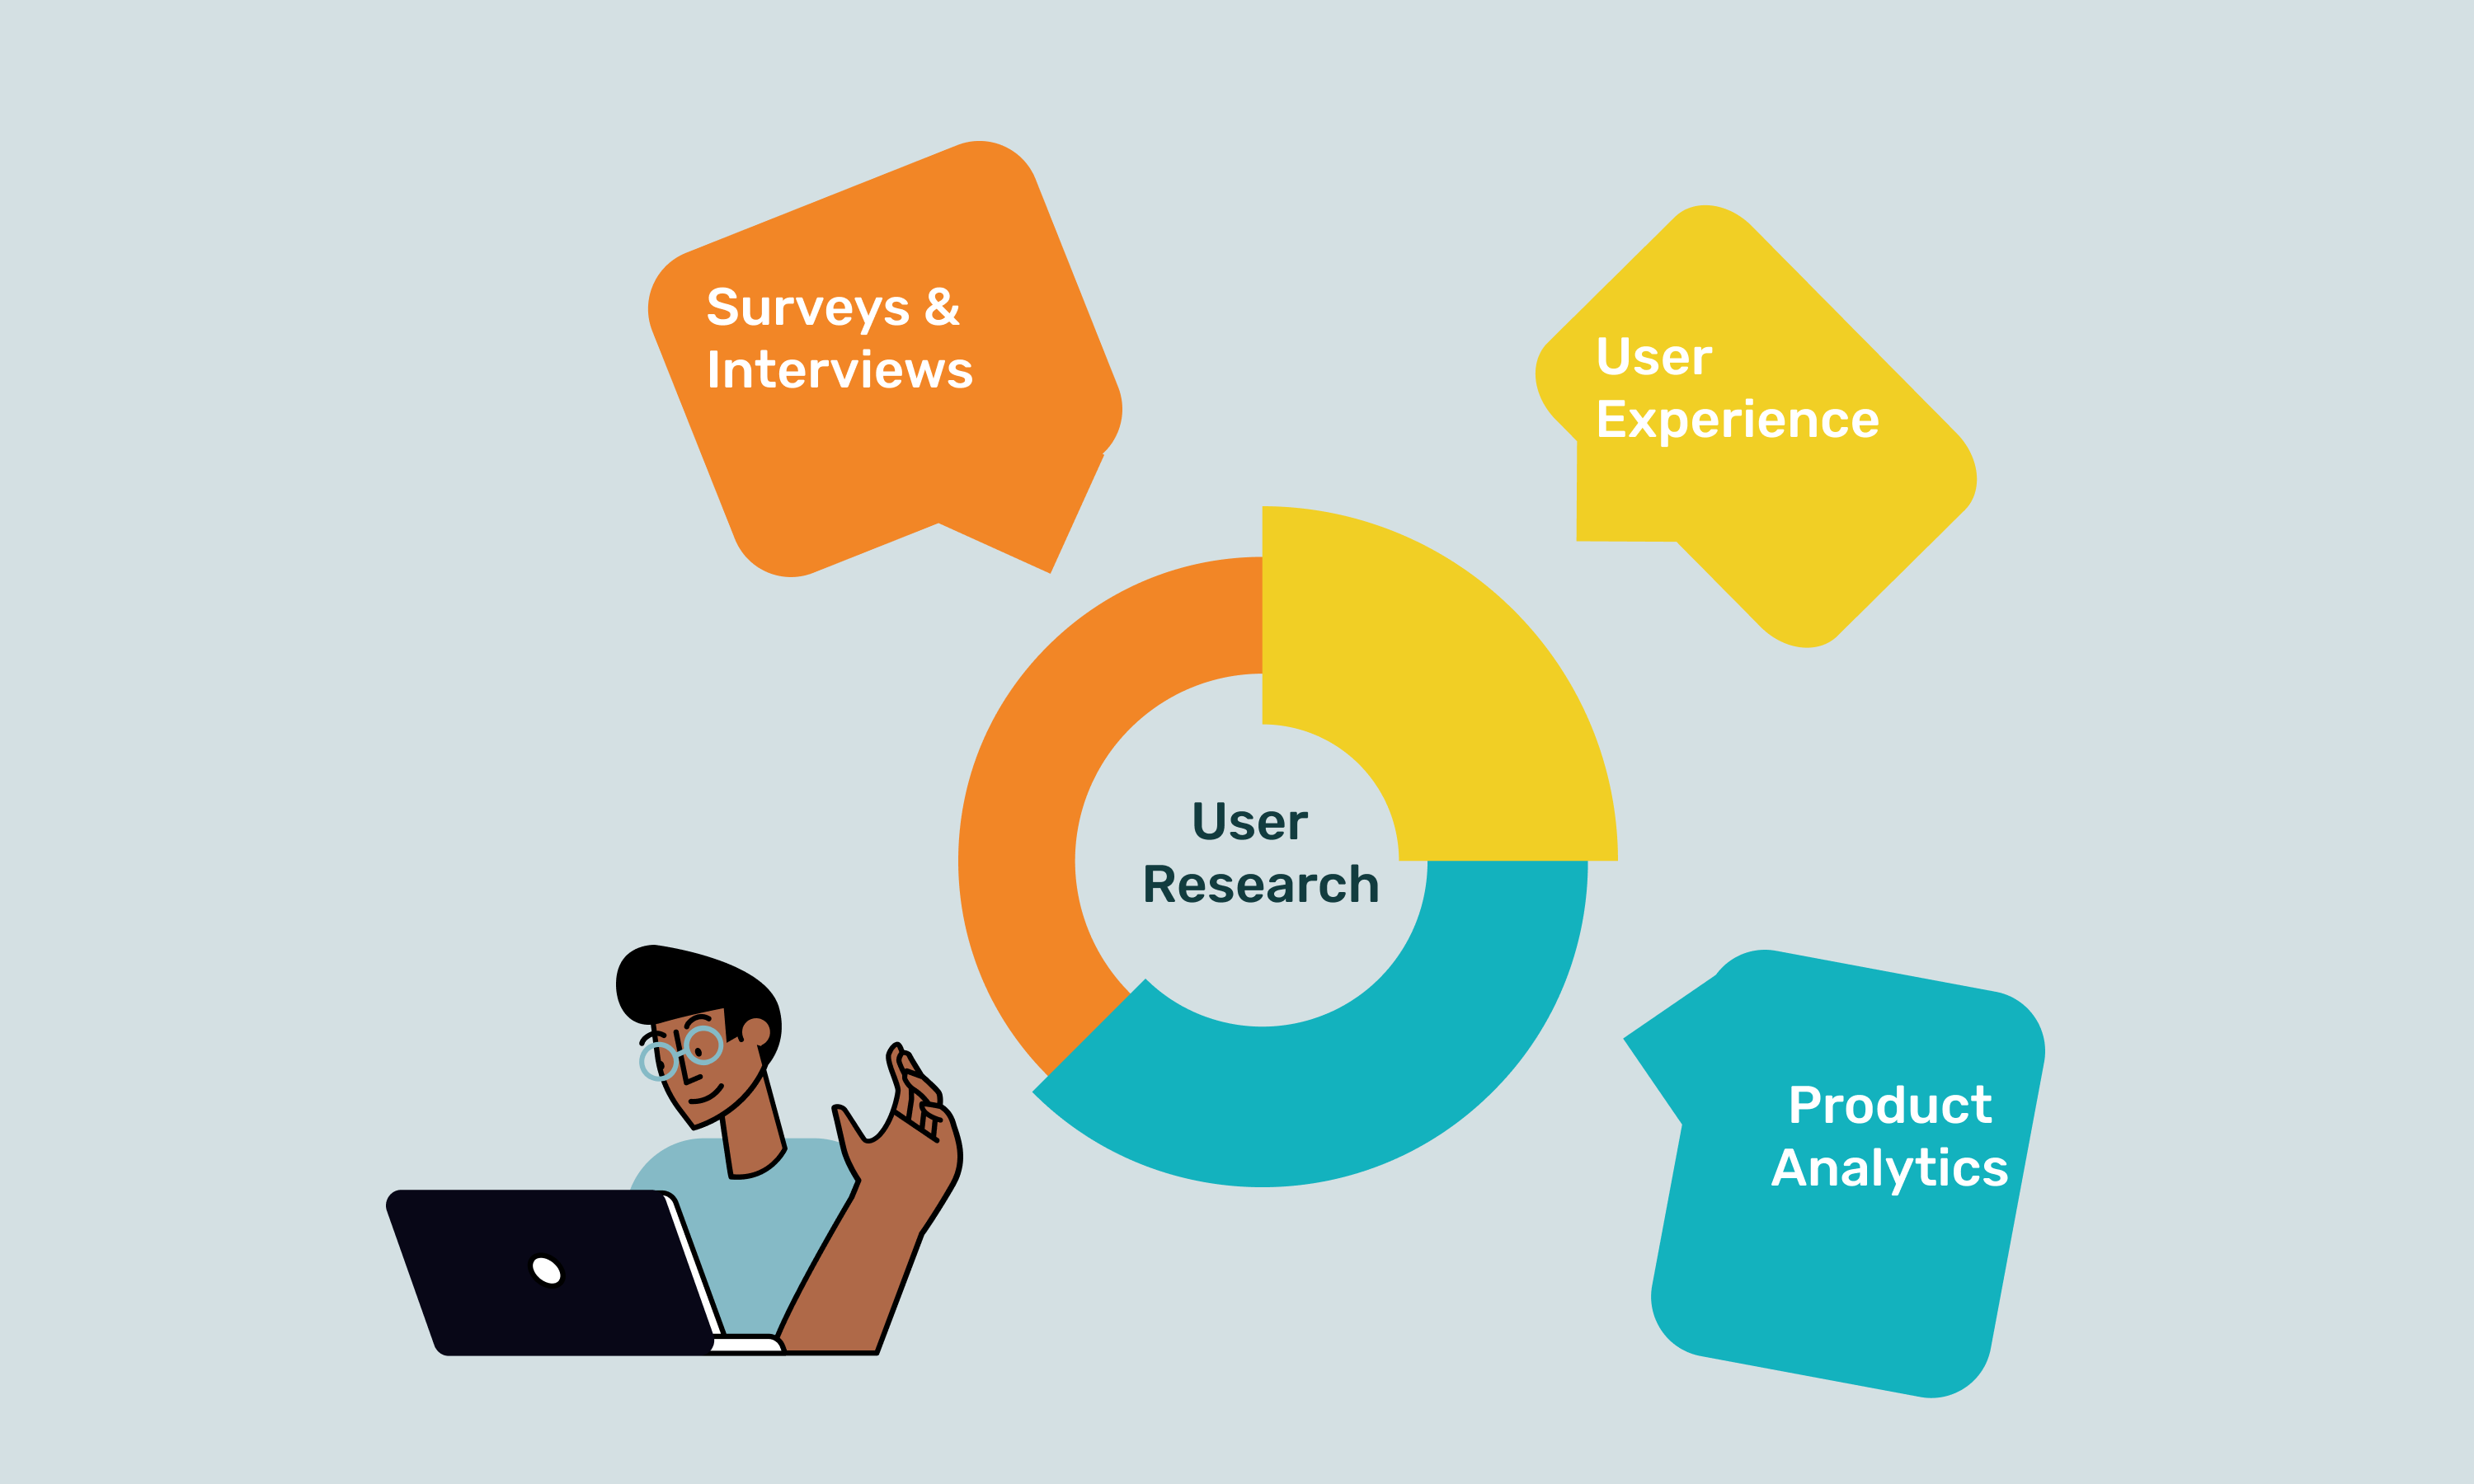 Surveys &
Interviews
User
Experience
User
Research
Product
Analytics